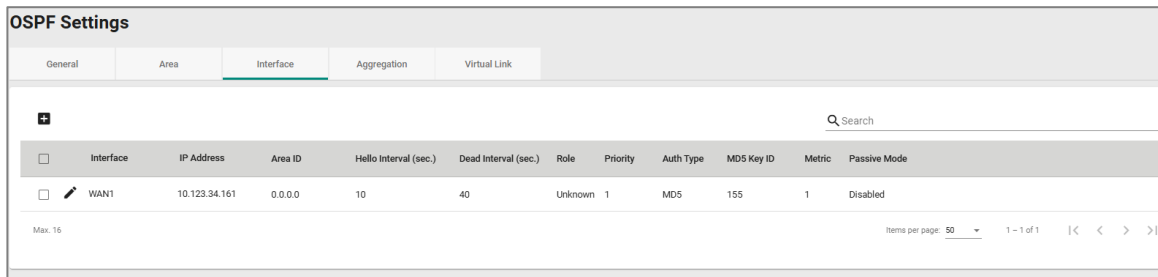 OSPF Settings
General Area Interface Aggregation Virtual Link
Search
Interface IP Address Area ID Hello Interval (sec.) Dead Interval (sec.) Role Priority Auth Type MD5 Key ID Metric Passive Mode
WAN1 10.123.34.161 0.0.0.0 10 40 Unknown 1 MD5 155 1 Disabled
Max. 16 Items per page: 50 1 – 1 of 1